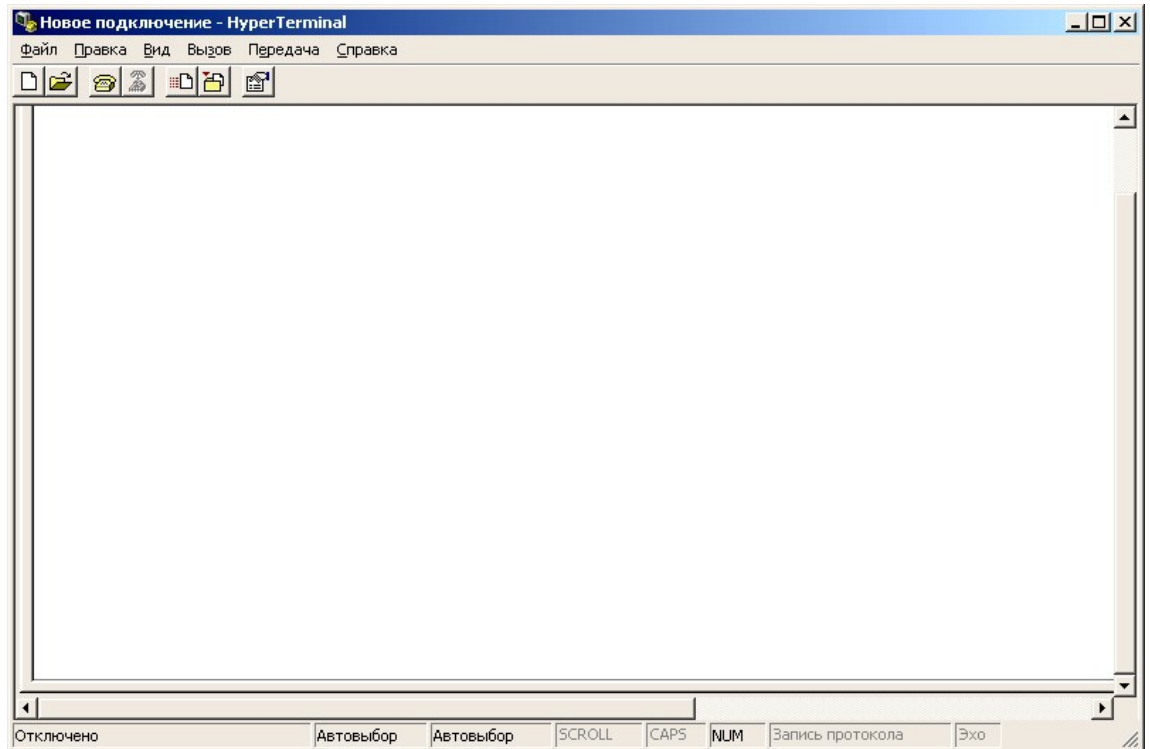 Новое подключение - HyperTerminal
Файл Правка Вид Вызов Передача Справка
Отключено Автовыбор Автовыбор SCROLL CAPS NUM Запись протокола Эхо